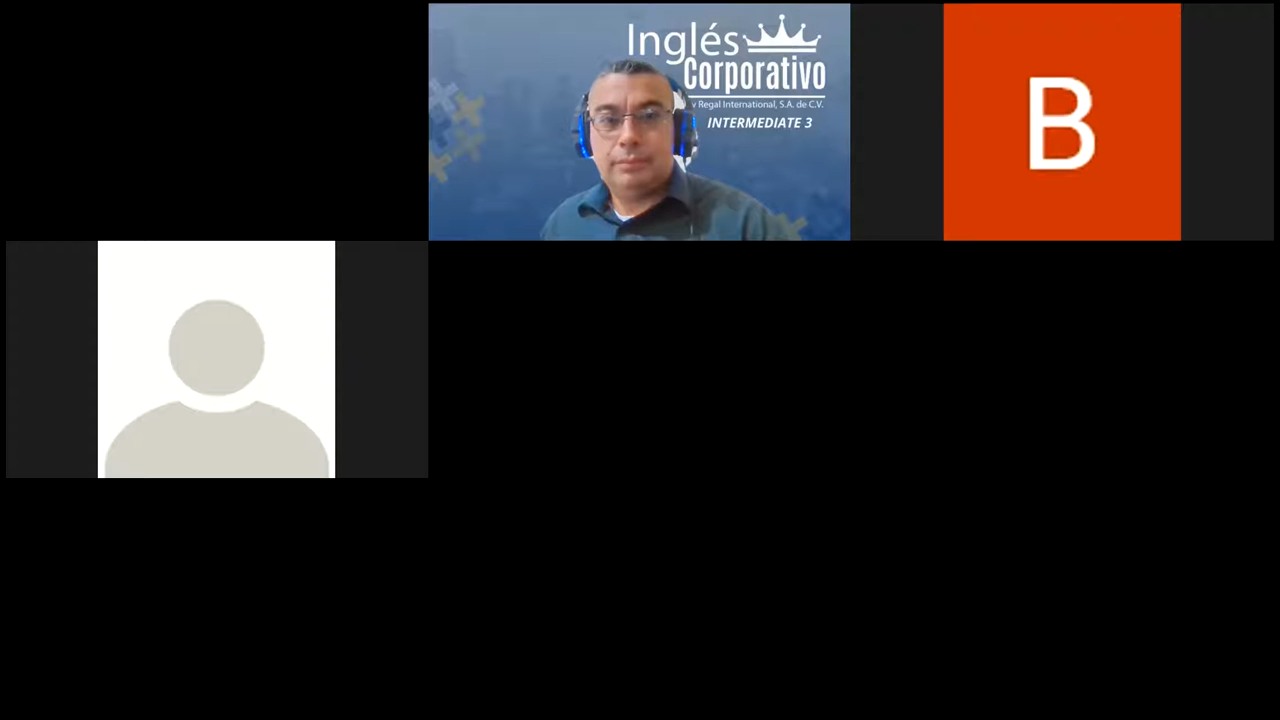 Inglés
Corporativo
Regal International, S.A. de C.V.
INTERMEDIATE 3
B